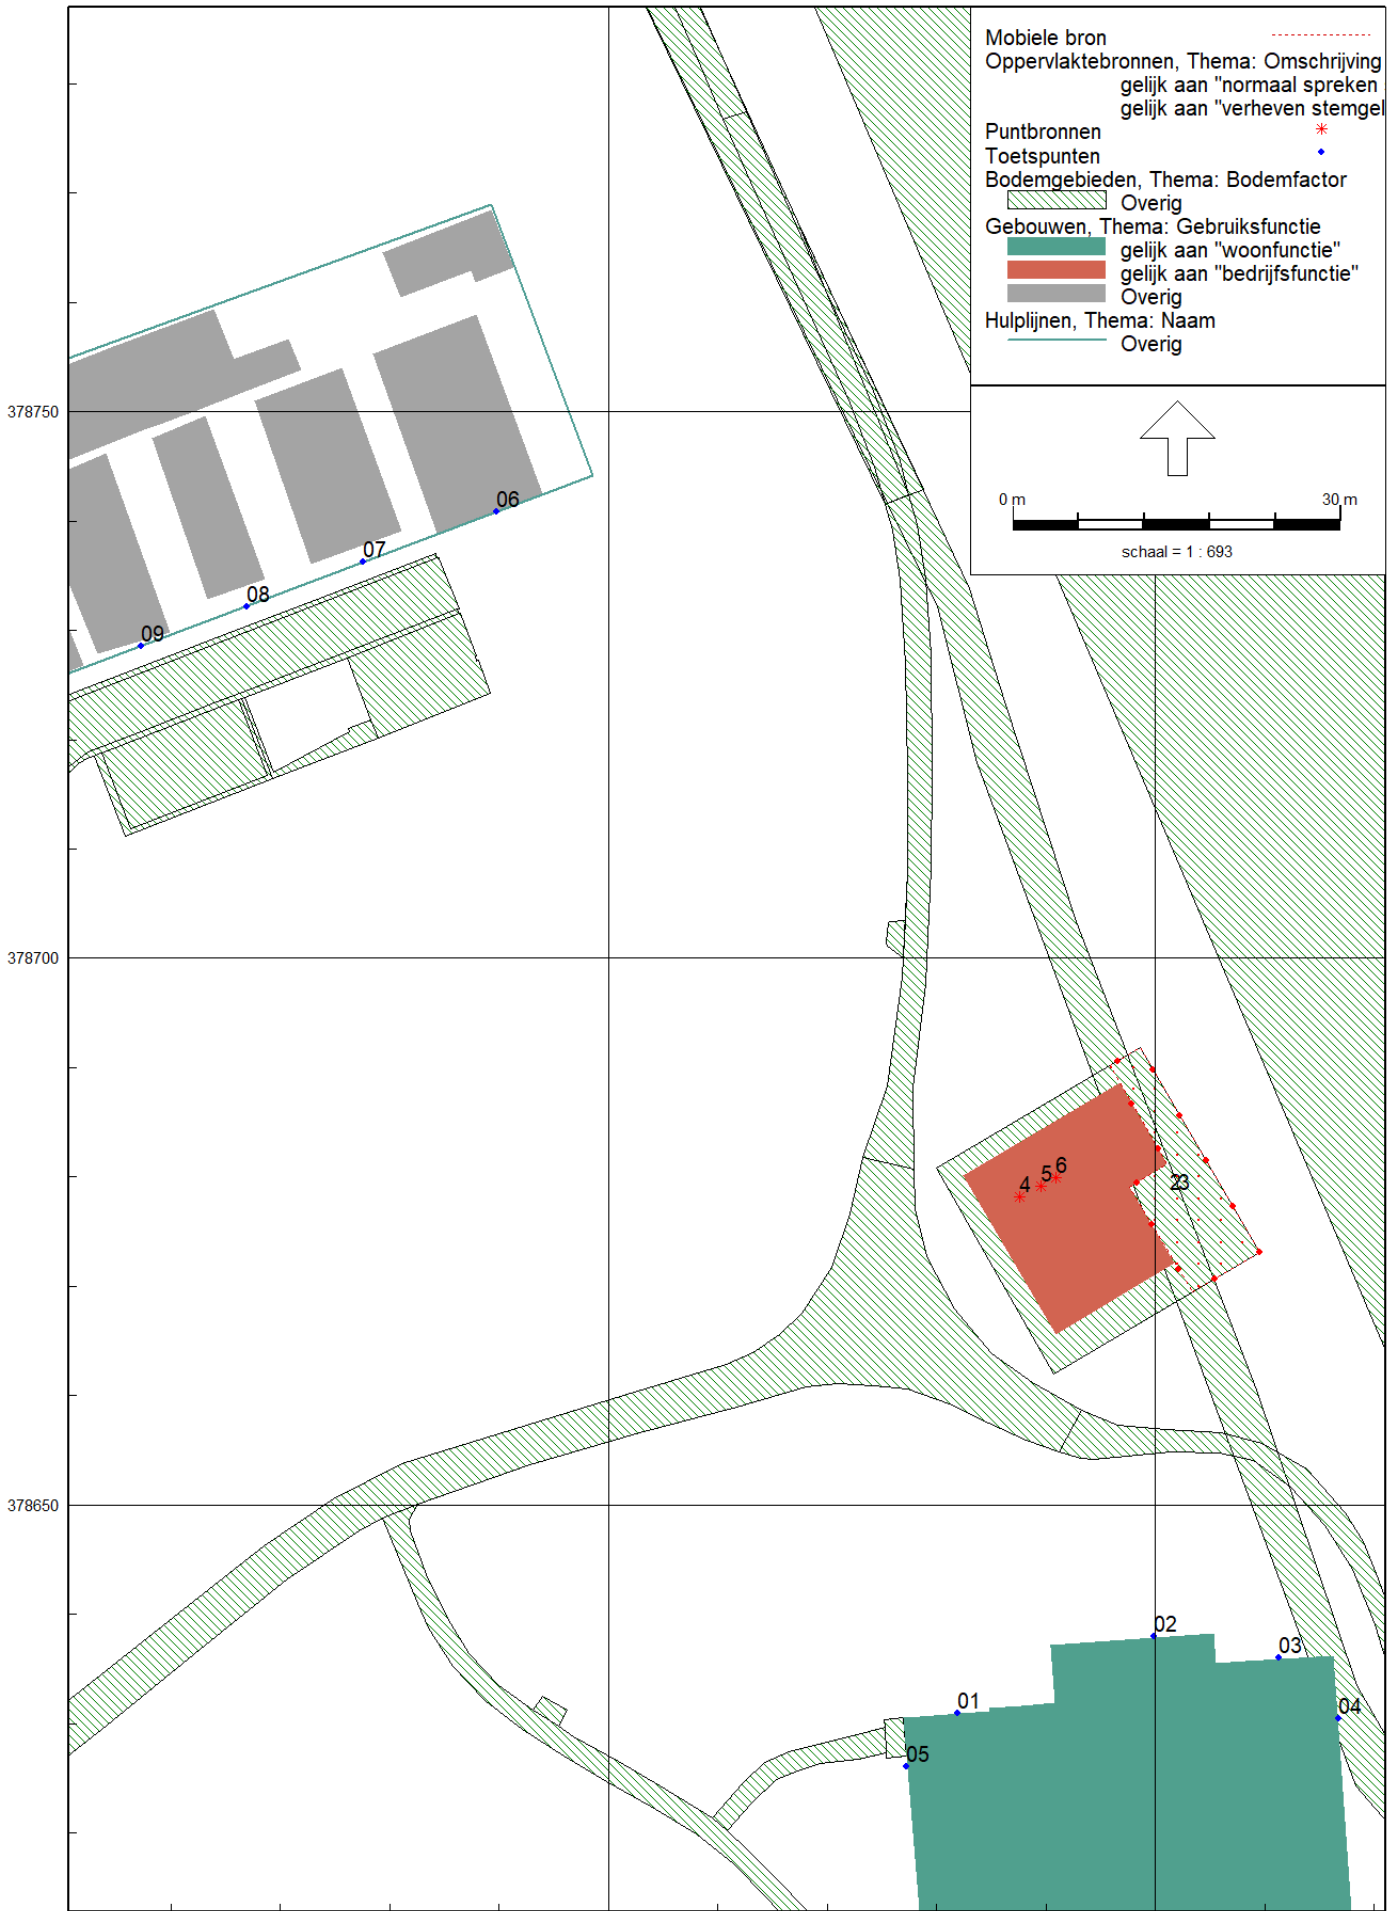 Mobiele bron
Oppervlaktebronnen, Thema: Omschrijving
gelijk aan "normaal spreken
gelijk aan "verheven stemgel
Puntbronnen
Toetspunten
Bodemgebieden, Thema: Bodemfactor
Overig
Gebouwen, Thema: Gebruiksfunctie
gelijk aan "woonfunctie"
gelijk aan "bedrijfsfunctie"
Overig
Hulplijnen, Thema: Naam
Overig
0 m 30 m
schaal = 1 : 693
378750
06
07
08
09
378700
4 5 6
23
378650
02
03
01
04
05